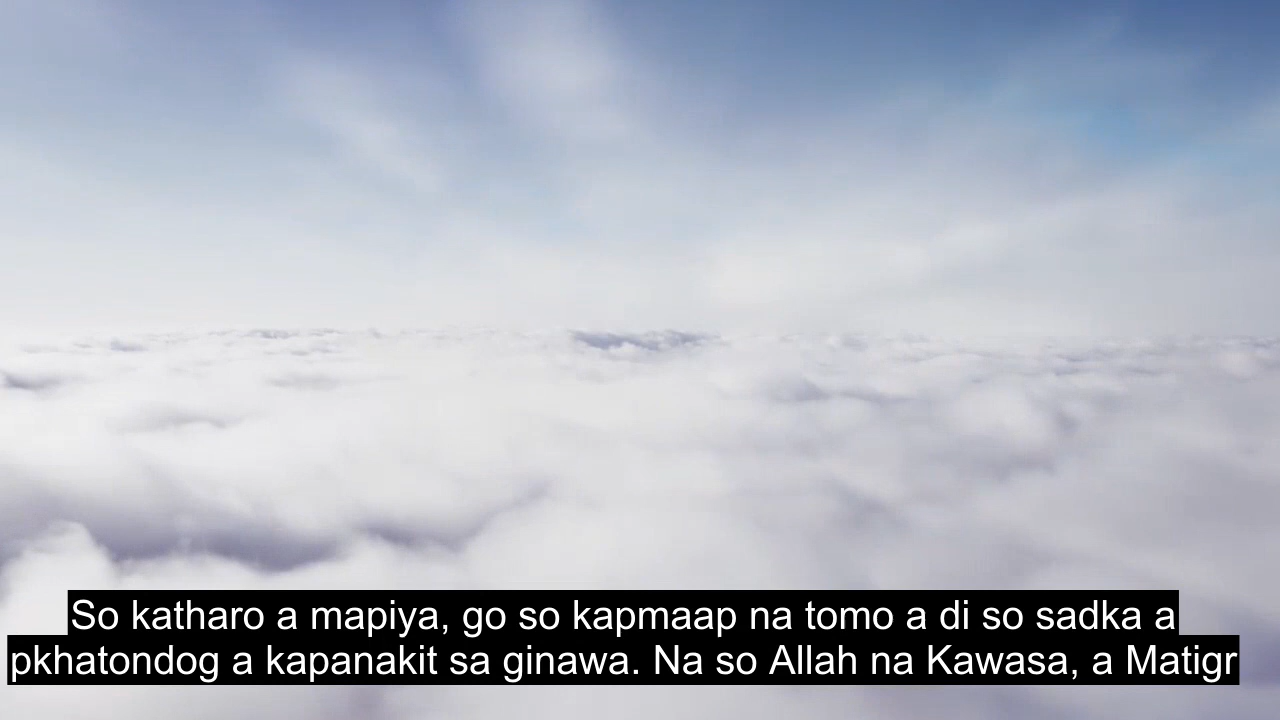 So katharo a mapiya, go so kapmaap na tomo a di so sadka a
pkhatondog a kapanakit sa ginawa. Na so Allah na Kawasa, a Matigr